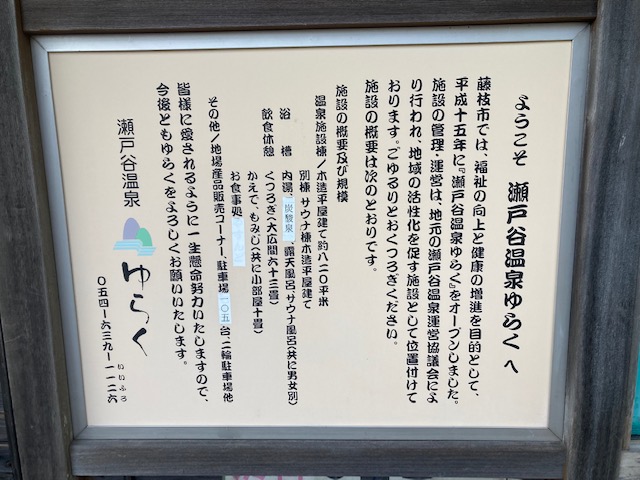 ようこそ 瀬戸谷温泉ゆらく へ
藤枝市では、福祉の向上と健康の増進を目的として、
平成十五年に『瀬戸谷温泉ゆらく』をオープンしました。
施設の管理・運営は、地元の瀬戸谷温泉運営協議会によ
り行われ、地域の活性化を促す施設として位置付けて
おります。ごゆるりとおくつろぎください。
施設の概要は次のとおりです。
施設の概要及び規模
温泉施設棟/木造平屋建て約八二〇平米
別棟 サウナ棟木造平屋建て
浴 槽 内湯、炭酸泉、露天風呂、サウナ風呂(共に男女別)
飲食休憩 くつろぎ(大広間六十三畳)
かえで、もみじ(共に小部屋十畳)
お食事処
その他/地場産品販売コーナー、駐車場一〇五台、二輪駐車場他
皆様に愛されるように一生懸命努力いたしますので、
今後ともゆらくをよろしくお願いいたします。
瀬戸谷温泉 ゆらく
〇五四-六三九-一一二六
いいふろ